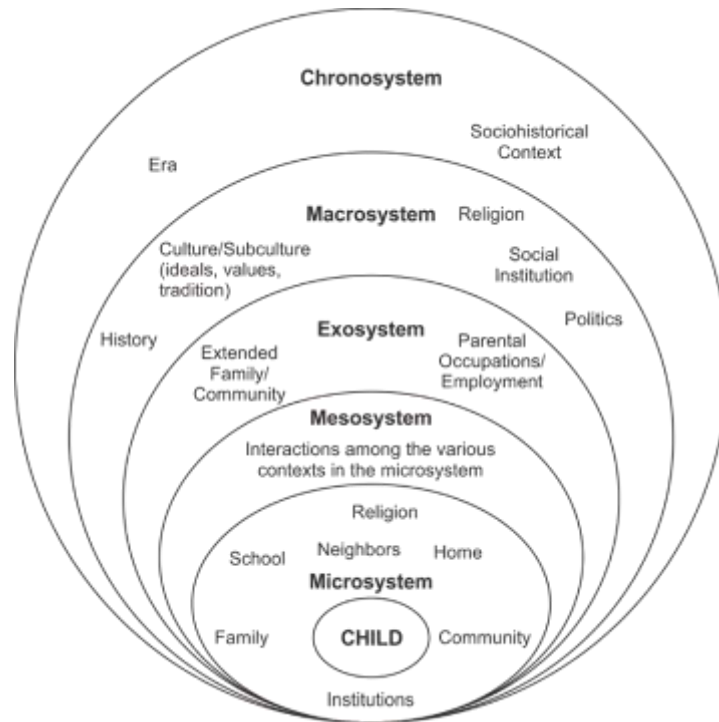 Chronosystem
Sociohistorical
Context
Era
Macrosystem
Religion
Culture/Subculture
(ideals, values,
tradition)
Social
Institution
Politics
History
Exosystem
Extended
Family/
Community
Parental
Occupations/
Employment
Mesosystem
Interactions among the various
contexts in the microsystem
Religion
School
Neighbors
Home
Microsystem
Family
CHILD
Community
Institutions